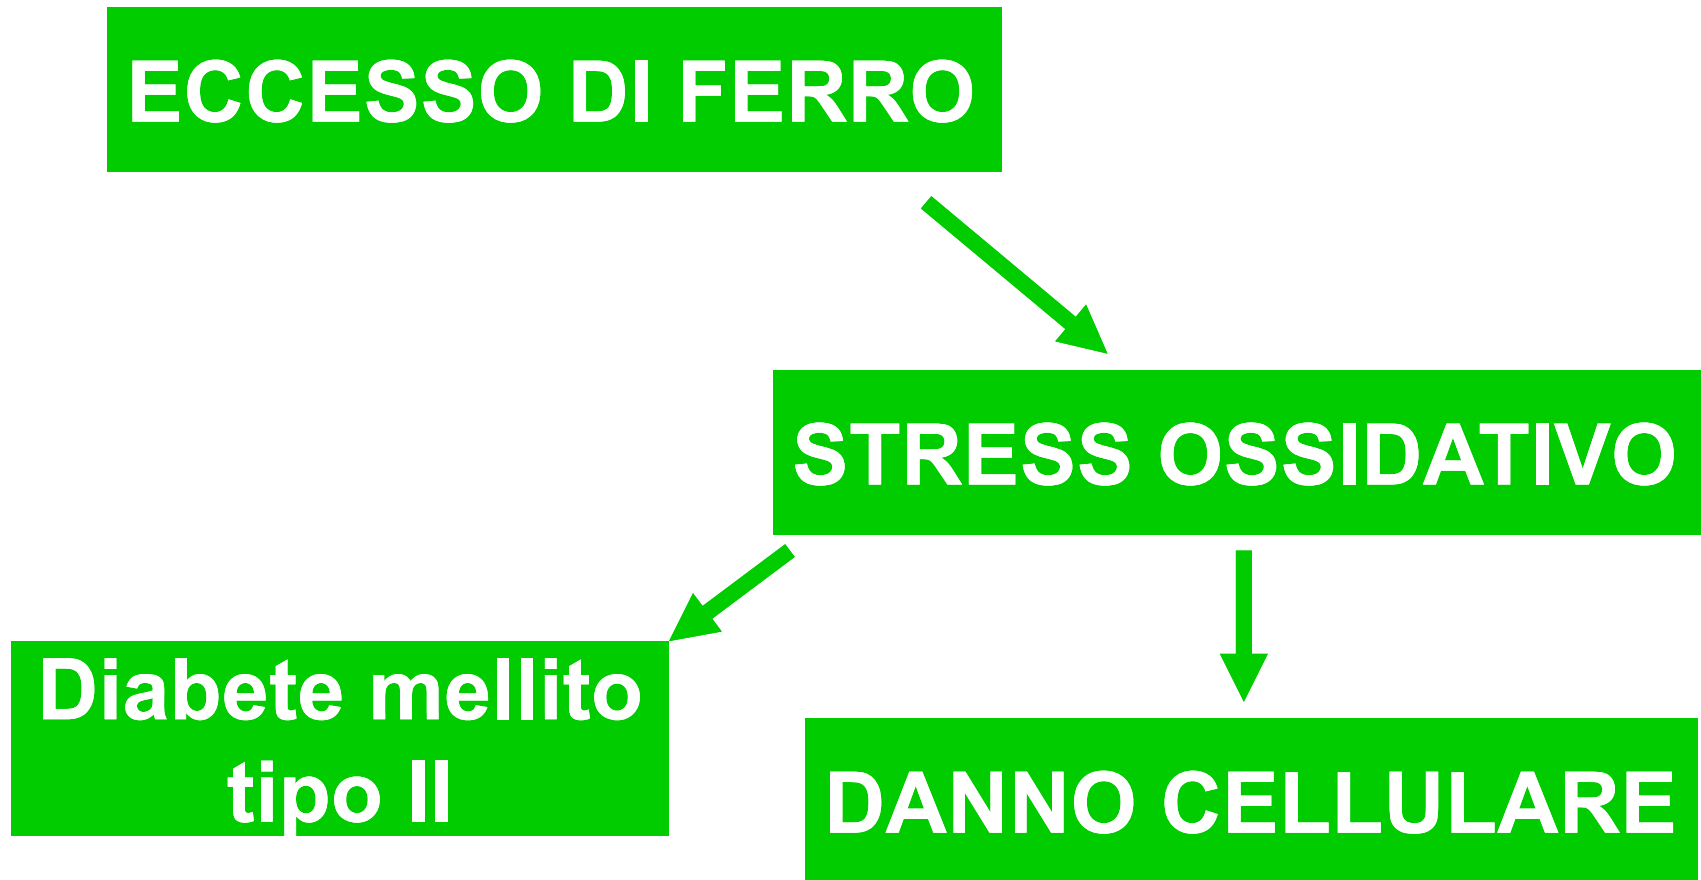 ECCESSO DI FERRO
STRESS OSSIDATIVO
Diabete mellito
tipo II
DANNO CELLULARE